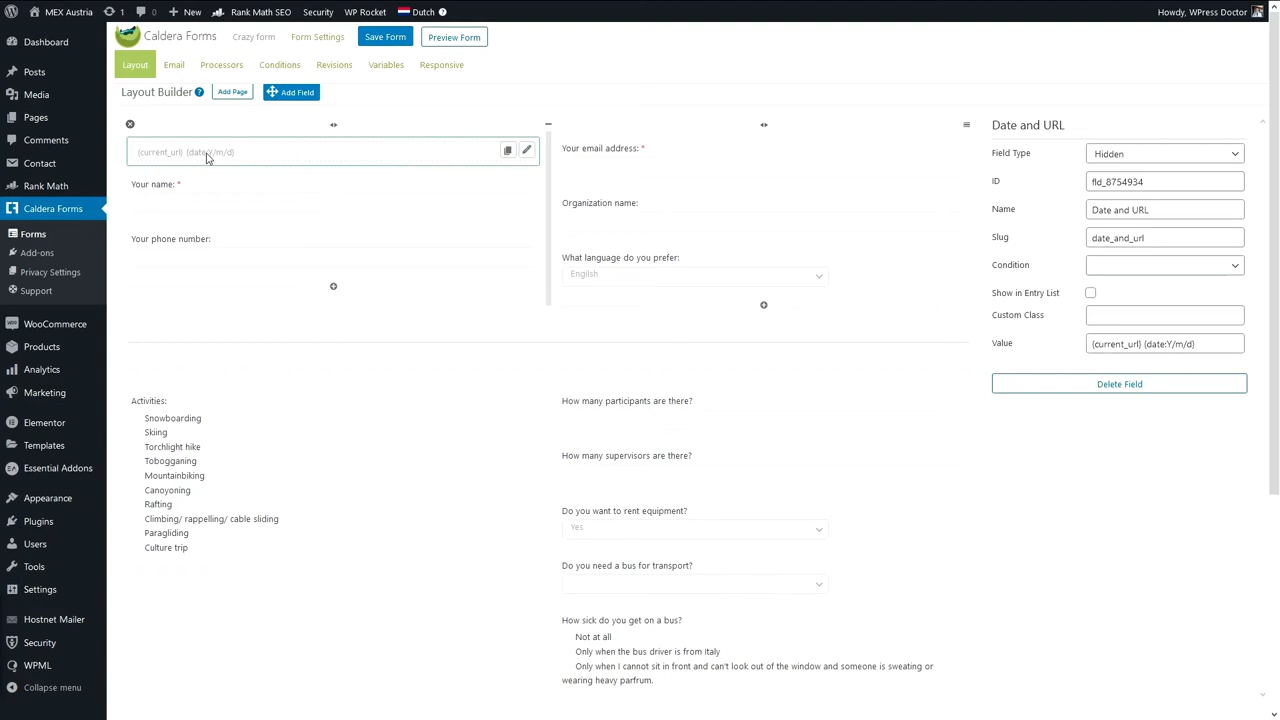 MEX Austria 1 0 New Rank Math SEO Security WP Rocket Dutch Howdy, WPress Doctor
Caldera Forms Crazy form Form Settings Save Form Preview Form
Layout Email Processors Conditions Revisions Variables Responsive
Layout Builder Add Page Add Field
Dashboard
Posts
Media
Pages
Comments
Contact
Rank Math
Caldera Forms
Forms
Add-ons
Privacy Settings
Support
WooCommerce
Products
Analytics
Marketing
Elementor
Templates
Essential Addons
Appearance
Plugins
Users
Tools
Settings
Hostnet Mailer
Security
WPML
Collapse menu
{current_url} {date:Y/m/d}
Your name: *
Your phone number:
Your email address: *
Organization name:
What language do you prefer:
Engilsh
Activities:
Snowboarding
Skiing
Torchlight hike
Tobogganing
Mountainbiking
Canoyoning
Rafting
Climbing/ rappelling/ cable sliding
Paragliding
Culture trip
How many participants are there?
How many supervisors are there?
Do you want to rent equipment?
Yes
Do you need a bus for transport?
How sick do you get on a bus?
Not at all
Only when the bus driver is from Italy
Only when I cannot sit in front and can't look out of the window and someone is sweating or
wearing heavy parfrum.
Date and URL
Field Type Hidden
ID fld_8754934
Name Date and URL
Slug date_and_url
Condition
Show in Entry List
Custom Class
Value {current_url} {date:Y/m/d}
Delete Field